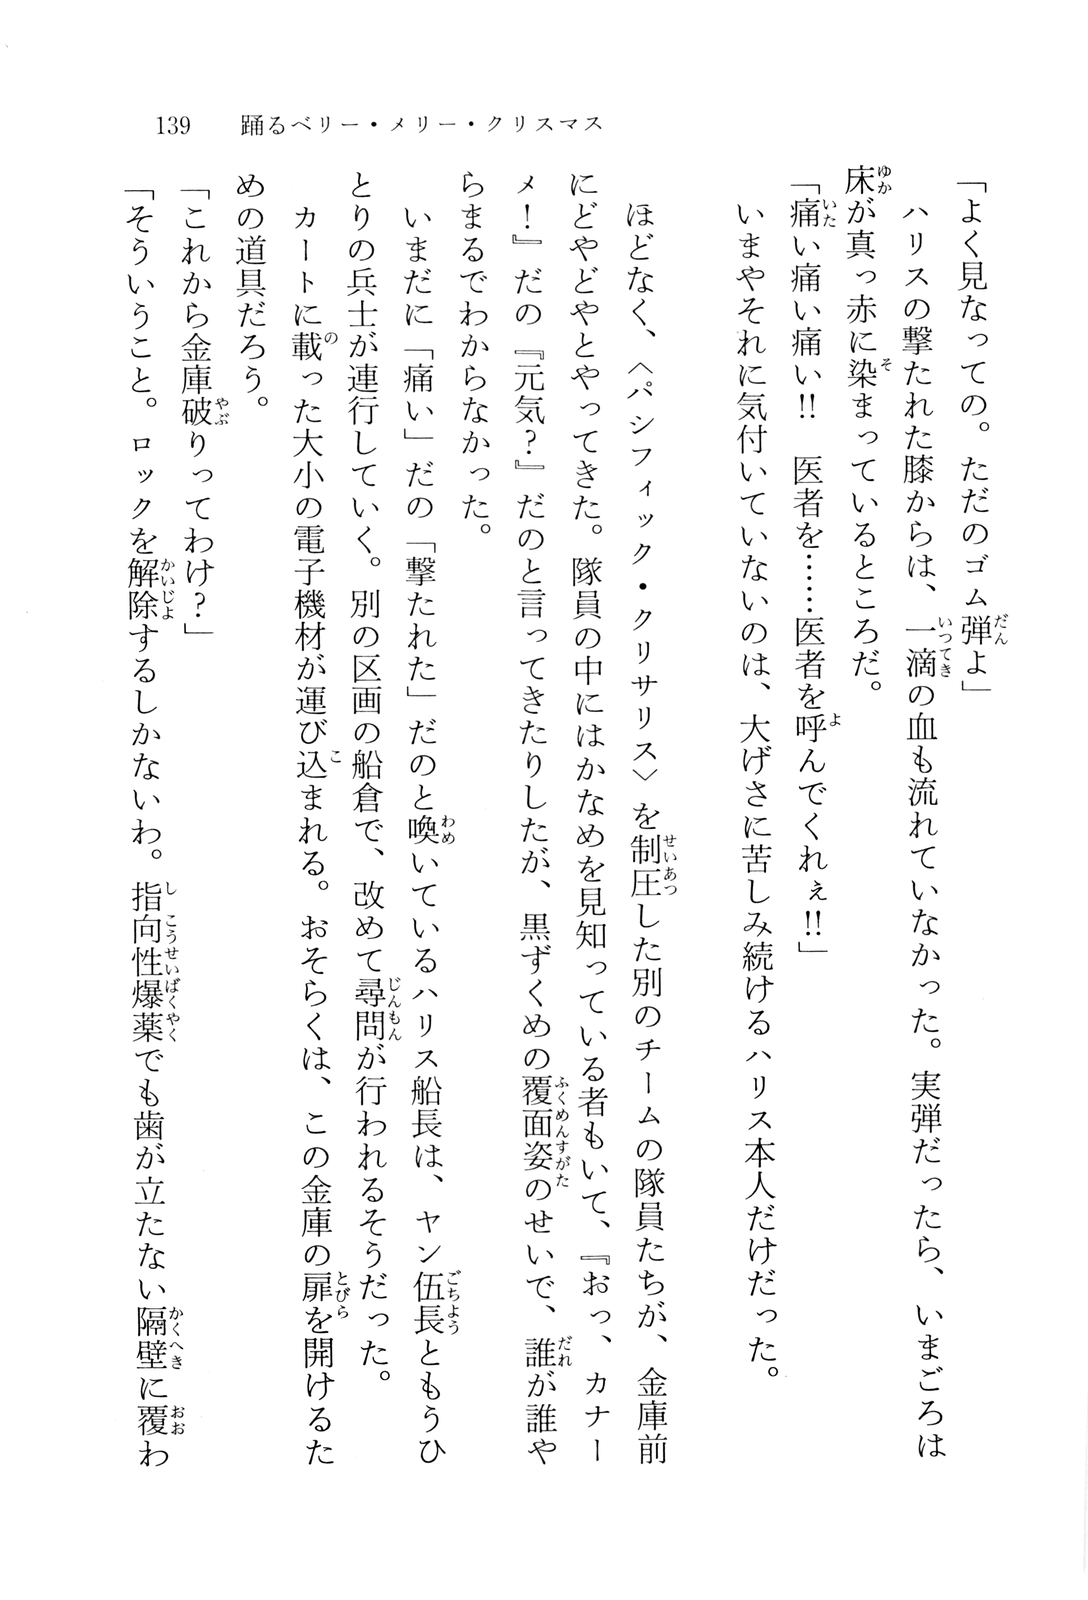 139 踊るベリー・メリー・クリスマス
「よく見なっての。ただのゴム弾よ」
　ハリスの撃たれた膝からは、一滴の血も流れていなかった。実弾だったら、いまごろは
床が真っ赤に染まっているところだ。
「痛い痛い痛い!!　医者を……医者を呼んでくれぇ!!」
　いまやそれに気付いていないのは、大げさに苦しみ続けるハリス本人だけだった。
　ほどなく、〈パシフィック・クリサリス〉を制圧した別のチームの隊員たちが、金庫前
にどやどやとやってきた。隊員の中にはかなめを見知っている者もいて、『おっ、カナー
メ！』だの『元気？』だのと言ってきたりしたが、黒ずくめの覆面姿のせいで、誰が誰や
らまるでわからなかった。
　いまだに「痛い」だの「撃たれた」だのと喚いているハリス船長は、ヤン伍長ともうひ
とりの兵士が連行していく。別の区画の船倉で、改めて尋問が行われるそうだった。
　カートに載った大小の電子機材が運び込まれる。おそらくは、この金庫の扉を開けるた
めの道具だろう。
「これから金庫破りってわけ？」
「そういうこと。ロックを解除するしかないわ。指向性爆薬でも歯が立たない隔壁に覆わ